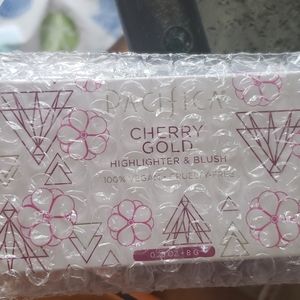 PACIFICA
CHERRY
GOLD
HIGHLIGHTER & BLUSH
100% VEGAN + CRUELTY-FREE